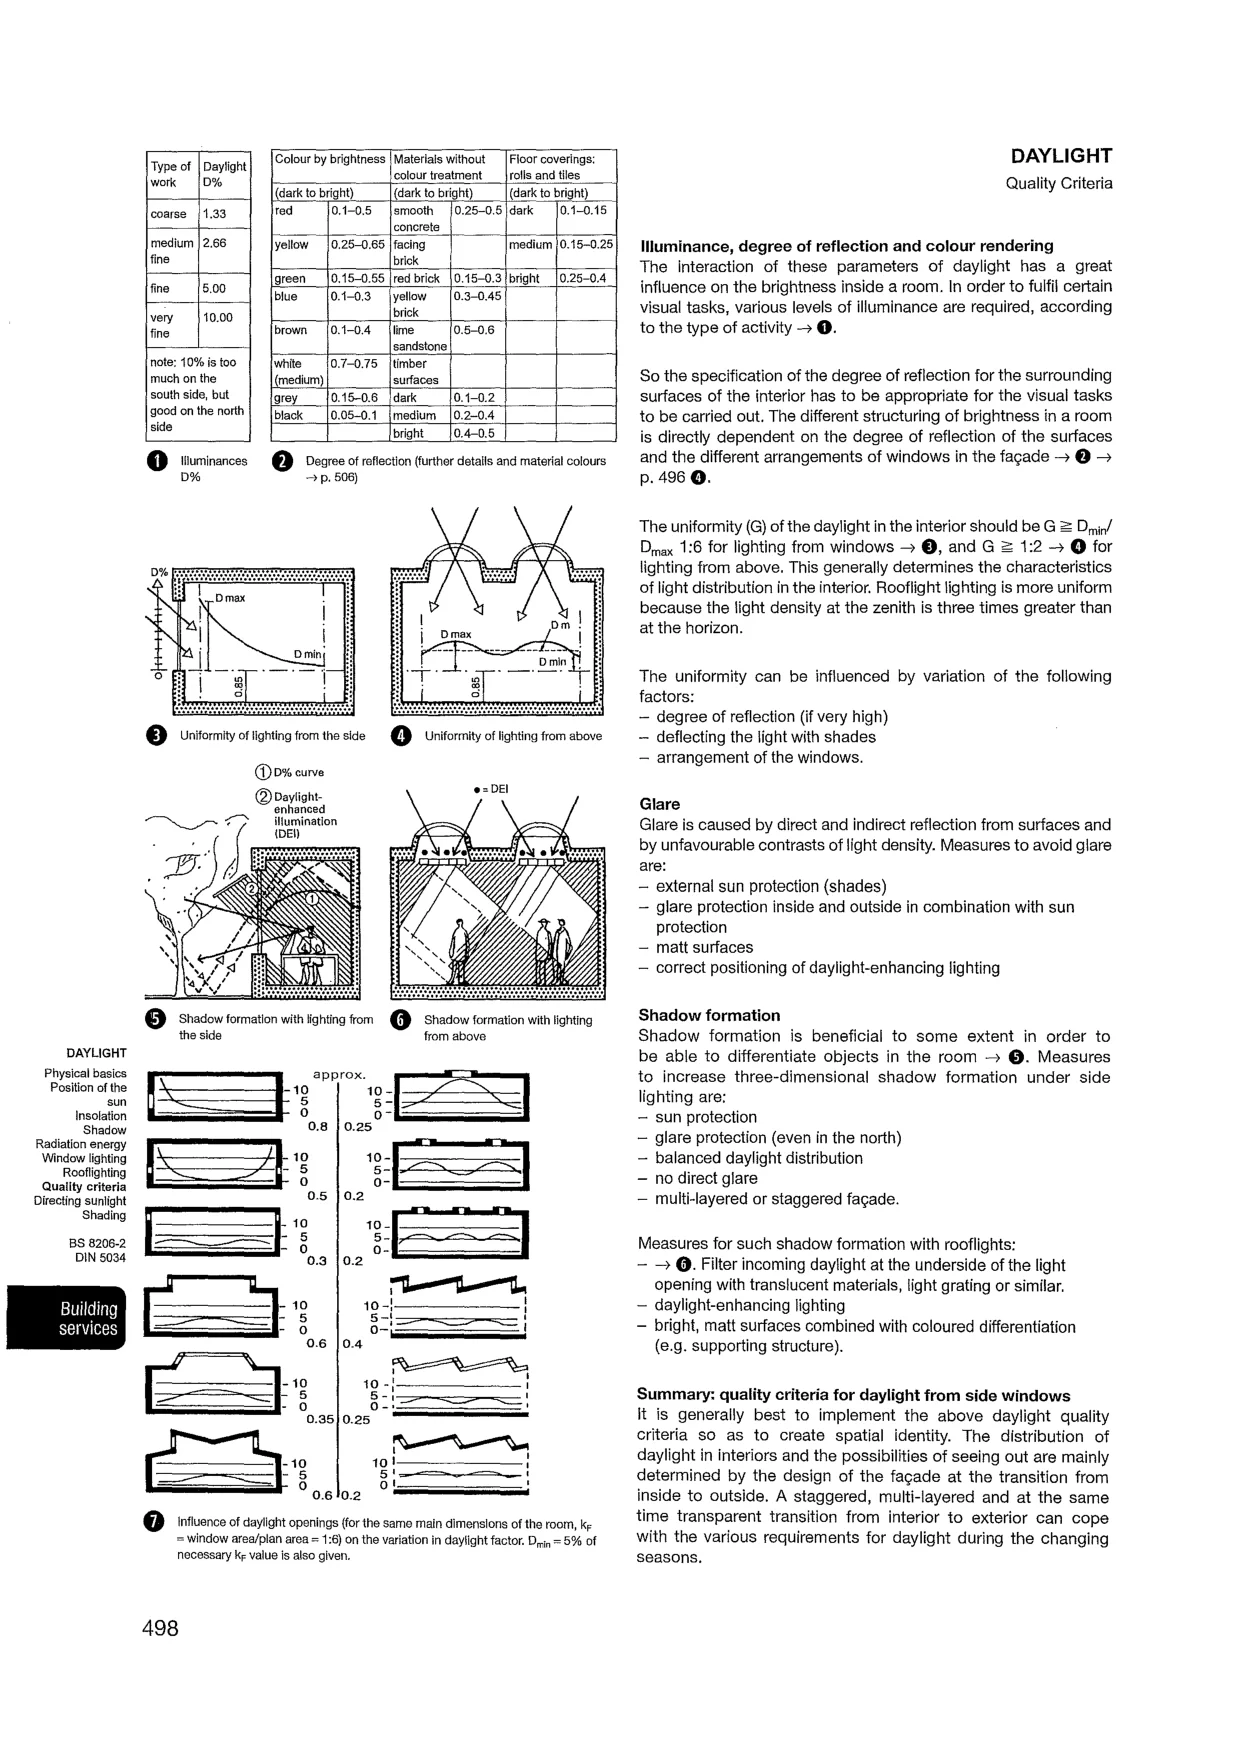 DAYLIGHT
Quality Criteria
Type of work | Daylight D%
coarse | 1.33
medium fine | 2.66
fine | 5.00
very fine | 10.00
note: 10% is too
much on the
south side, but
good on the north
side
1 Illuminances
D%
Colour by brightness | Materials without colour treatment | Floor coverings: rolls and tiles
(dark to bright) | (dark to bright) | (dark to bright)
red | 0.1–0.5 | smooth concrete | 0.25–0.5 | dark | 0.1–0.15
yellow | 0.25–0.65 | facing brick | | medium | 0.15–0.25
green | 0.15–0.55 | red brick | 0.15–0.3 | bright | 0.25–0.4
blue | 0.1–0.3 | yellow brick | 0.3–0.45
brown | 0.1–0.4 | lime sandstone | 0.5–0.6
white (medium) | 0.7–0.75 | timber surfaces
grey | 0.15–0.6 | dark | 0.1–0.2
black | 0.05–0.1 | medium | 0.2–0.4
bright | 0.4–0.5
2 Degree of reflection (further details and material colours
→ p. 506)
D%
D max
D min
0.85
0
3 Uniformity of lighting from the side
D max
D m
D min
0.85
4 Uniformity of lighting from above
1 D% curve
2 Daylight-
enhanced
illumination
(DEI)
2
1
5 Shadow formation with lighting from
the side
● = DEI
6 Shadow formation with lighting
from above
DAYLIGHT
Physical basics
Position of the
sun
Insolation
Shadow
Radiation energy
Window lighting
Rooflighting
Quality criteria
Directing sunlight
Shading
BS 8206-2
DIN 5034
Building
services
approx.
10 10
5 5
0 0
0.8 0.25
10 10
5 5
0 0
0.5 0.2
10 10
5 5
0 0
0.3 0.2
10 10
5 5
0 0
0.6 0.4
10 10
5 5
0 0
0.35 0.25
10 10
5 5
0 0
0.6 0.2
7 Influence of daylight openings (for the same main dimensions of the room, kF
= window area/plan area = 1:6) on the variation in daylight factor. Dmin = 5% of
necessary kF value is also given.
Illuminance, degree of reflection and colour rendering
The interaction of these parameters of daylight has a great
influence on the brightness inside a room. In order to fulfil certain
visual tasks, various levels of illuminance are required, according
to the type of activity → 1.
So the specification of the degree of reflection for the surrounding
surfaces of the interior has to be appropriate for the visual tasks
to be carried out. The different structuring of brightness in a room
is directly dependent on the degree of reflection of the surfaces
and the different arrangements of windows in the façade → 2 →
p. 496 4.
The uniformity (G) of the daylight in the interior should be G ≧ Dmin/
Dmax 1:6 for lighting from windows → 3, and G ≧ 1:2 → 4 for
lighting from above. This generally determines the characteristics
of light distribution in the interior. Rooflight lighting is more uniform
because the light density at the zenith is three times greater than
at the horizon.
The uniformity can be influenced by variation of the following
factors:
– degree of reflection (if very high)
– deflecting the light with shades
– arrangement of the windows.
Glare
Glare is caused by direct and indirect reflection from surfaces and
by unfavourable contrasts of light density. Measures to avoid glare
are:
– external sun protection (shades)
– glare protection inside and outside in combination with sun
protection
– matt surfaces
– correct positioning of daylight-enhancing lighting
Shadow formation
Shadow formation is beneficial to some extent in order to
be able to differentiate objects in the room → 5. Measures
to increase three-dimensional shadow formation under side
lighting are:
– sun protection
– glare protection (even in the north)
– balanced daylight distribution
– no direct glare
– multi-layered or staggered façade.
Measures for such shadow formation with rooflights:
– → 6. Filter incoming daylight at the underside of the light
opening with translucent materials, light grating or similar.
– daylight-enhancing lighting
– bright, matt surfaces combined with coloured differentiation
(e.g. supporting structure).
Summary: quality criteria for daylight from side windows
It is generally best to implement the above daylight quality
criteria so as to create spatial identity. The distribution of
daylight in interiors and the possibilities of seeing out are mainly
determined by the design of the façade at the transition from
inside to outside. A staggered, multi-layered and at the same
time transparent transition from interior to exterior can cope
with the various requirements for daylight during the changing
seasons.
498